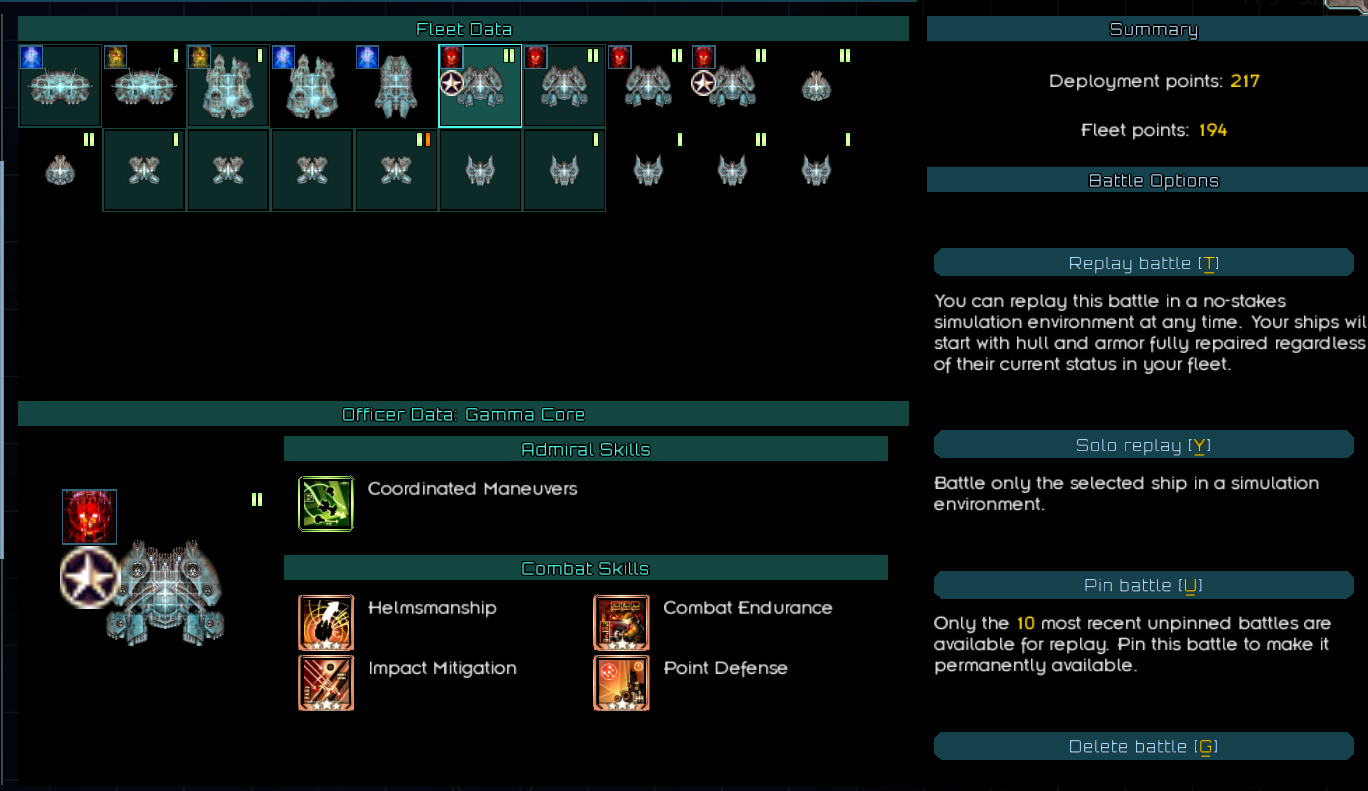 Fleet Data
Summary
Deployment points: 217
Fleet points: 194
Battle Options
Replay battle [T]
You can replay this battle in a no-stakes
simulation environment at any time. Your ships wil
start with hull and armor fully repaired regardless
of their current status in your fleet.
Officer Data: Gamma Core
Admiral Skills
Coordinated Maneuvers
Combat Skills
Helmsmanship
Combat Endurance
Impact Mitigation
Point Defense
Solo replay [Y]
Battle only the selected ship in a simulation
environment.
Pin battle [U]
Only the 10 most recent unpinned battles are
available for replay. Pin this battle to make it
permanently available.
Delete battle [G]